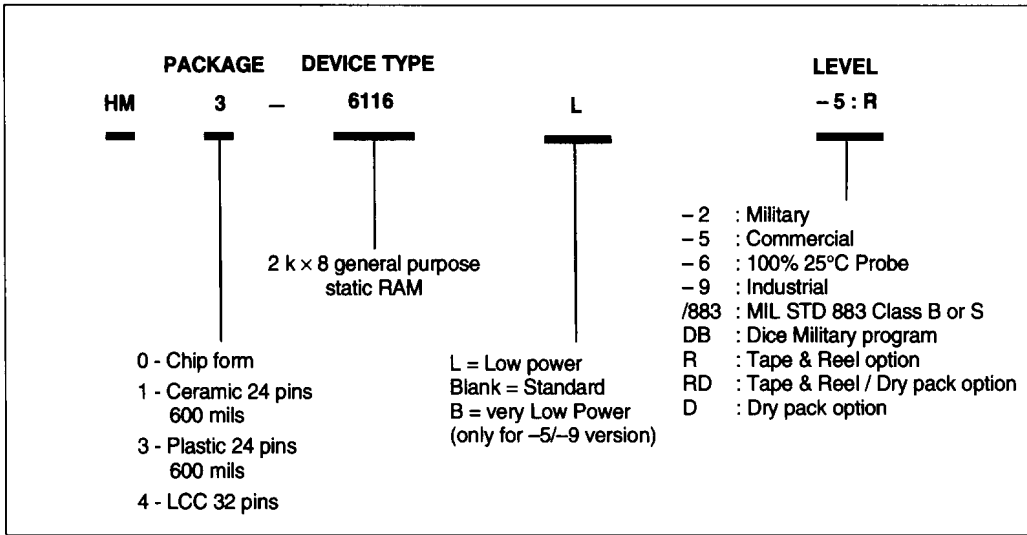 PACKAGE DEVICE TYPE LEVEL
HM 3 – 6116 L – 5 : R
2 k × 8 general purpose
static RAM
0 - Chip form
1 - Ceramic 24 pins
600 mils
3 - Plastic 24 pins
600 mils
4 - LCC 32 pins
L = Low power
Blank = Standard
B = very Low Power
(only for –5/–9 version)
– 2 : Military
– 5 : Commercial
– 6 : 100% 25°C Probe
– 9 : Industrial
/883 : MIL STD 883 Class B or S
DB : Dice Military program
R : Tape & Reel option
RD : Tape & Reel / Dry pack option
D : Dry pack option